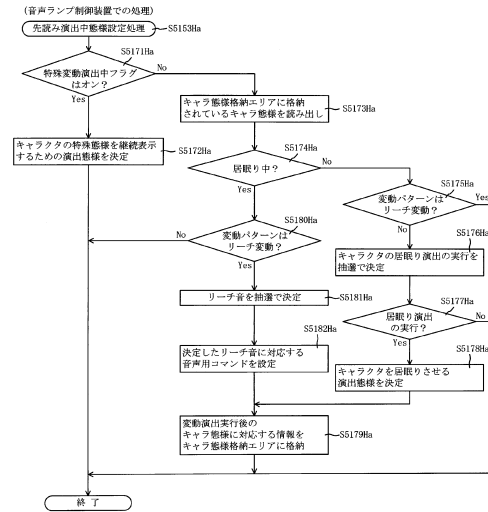 (音声ランプ制御装置での処理)
先読み演出中態様設定処理
S5153Ha
S5171Ha
特殊変動演出中フラグ
はオン?
No
Yes
キャラ態様格納エリアに格納
されているキャラ態様を読み出し
S5173Ha
キャラクタの特殊態様を継続表示
するための演出態様を決定
S5172Ha
S5174Ha
居眠り中?
No
Yes
S5175Ha
変動パターンは
リーチ変動?
Yes
No
S5180Ha
変動パターンは
リーチ変動?
No
Yes
S5176Ha
キャラクタの居眠り演出の実行を
抽選で決定
リーチ音を抽選で決定
S5181Ha
S5177Ha
居眠り演出
の実行?
No
Yes
S5182Ha
決定したリーチ音に対応する
音声用コマンドを設定
S5178Ha
キャラクタを居眠りさせる
演出態様を決定
変動演出実行後の
キャラ態様に対応する情報を
キャラ態様格納エリアに格納
S5179Ha
終了